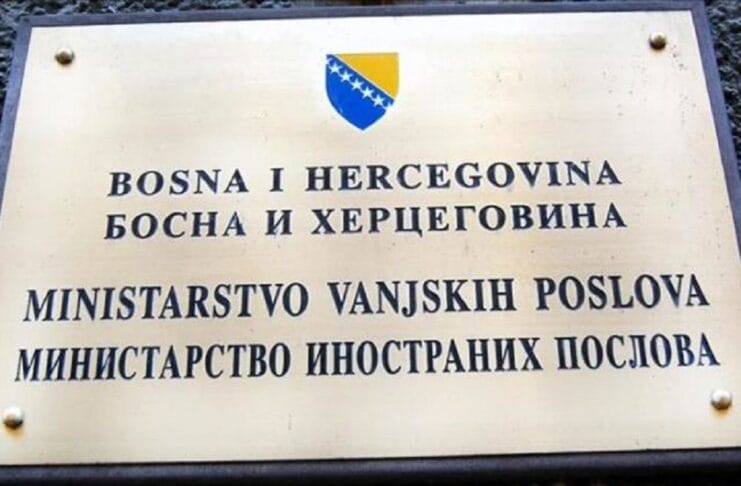 BOSNA I HERCEGOVINA
БОСНА И ХЕРЦЕГОВИНА
MINISTARSTVO VANJSKIH POSLOVA
МИНИСТАРСТВО ИНОСТРАНИХ ПОСЛОВА